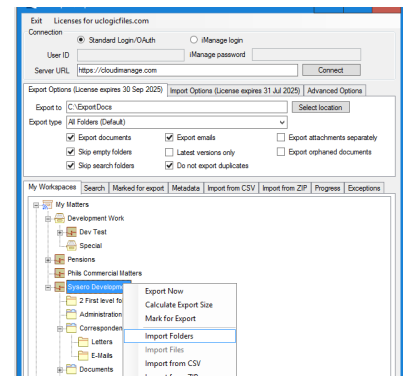 Exit Licenses for uclogicfiles.com
Connection
Standard Login/OAuth iManage login
User ID iManage password
Server URL https://cloudimanage.com Connect
Export Options (License expires 30 Sep 2025) Import Options (License expires 31 Jul 2025) Advanced Options
Export to C:\ExportDocs Select location
Export type All Folders (Default)
Export documents Export emails Export attachments separately
Skip empty folders Latest versions only Export orphaned documents
Skip search folders Do not export duplicates
My Workspaces Search Marked for export Metadata Import from CSV Import from ZIP Progress Exceptions
My Matters
Development Work
Dev Test
Special
Pensions
Phils Commercial Matters
Sysero Developme
Export Now
2 First level fo
Calculate Export Size
Administration
Mark for Export
Corresponden
Import Folders
Letters
Import Files
E-Mails
Import from CSV
Documents
Import from ZIP